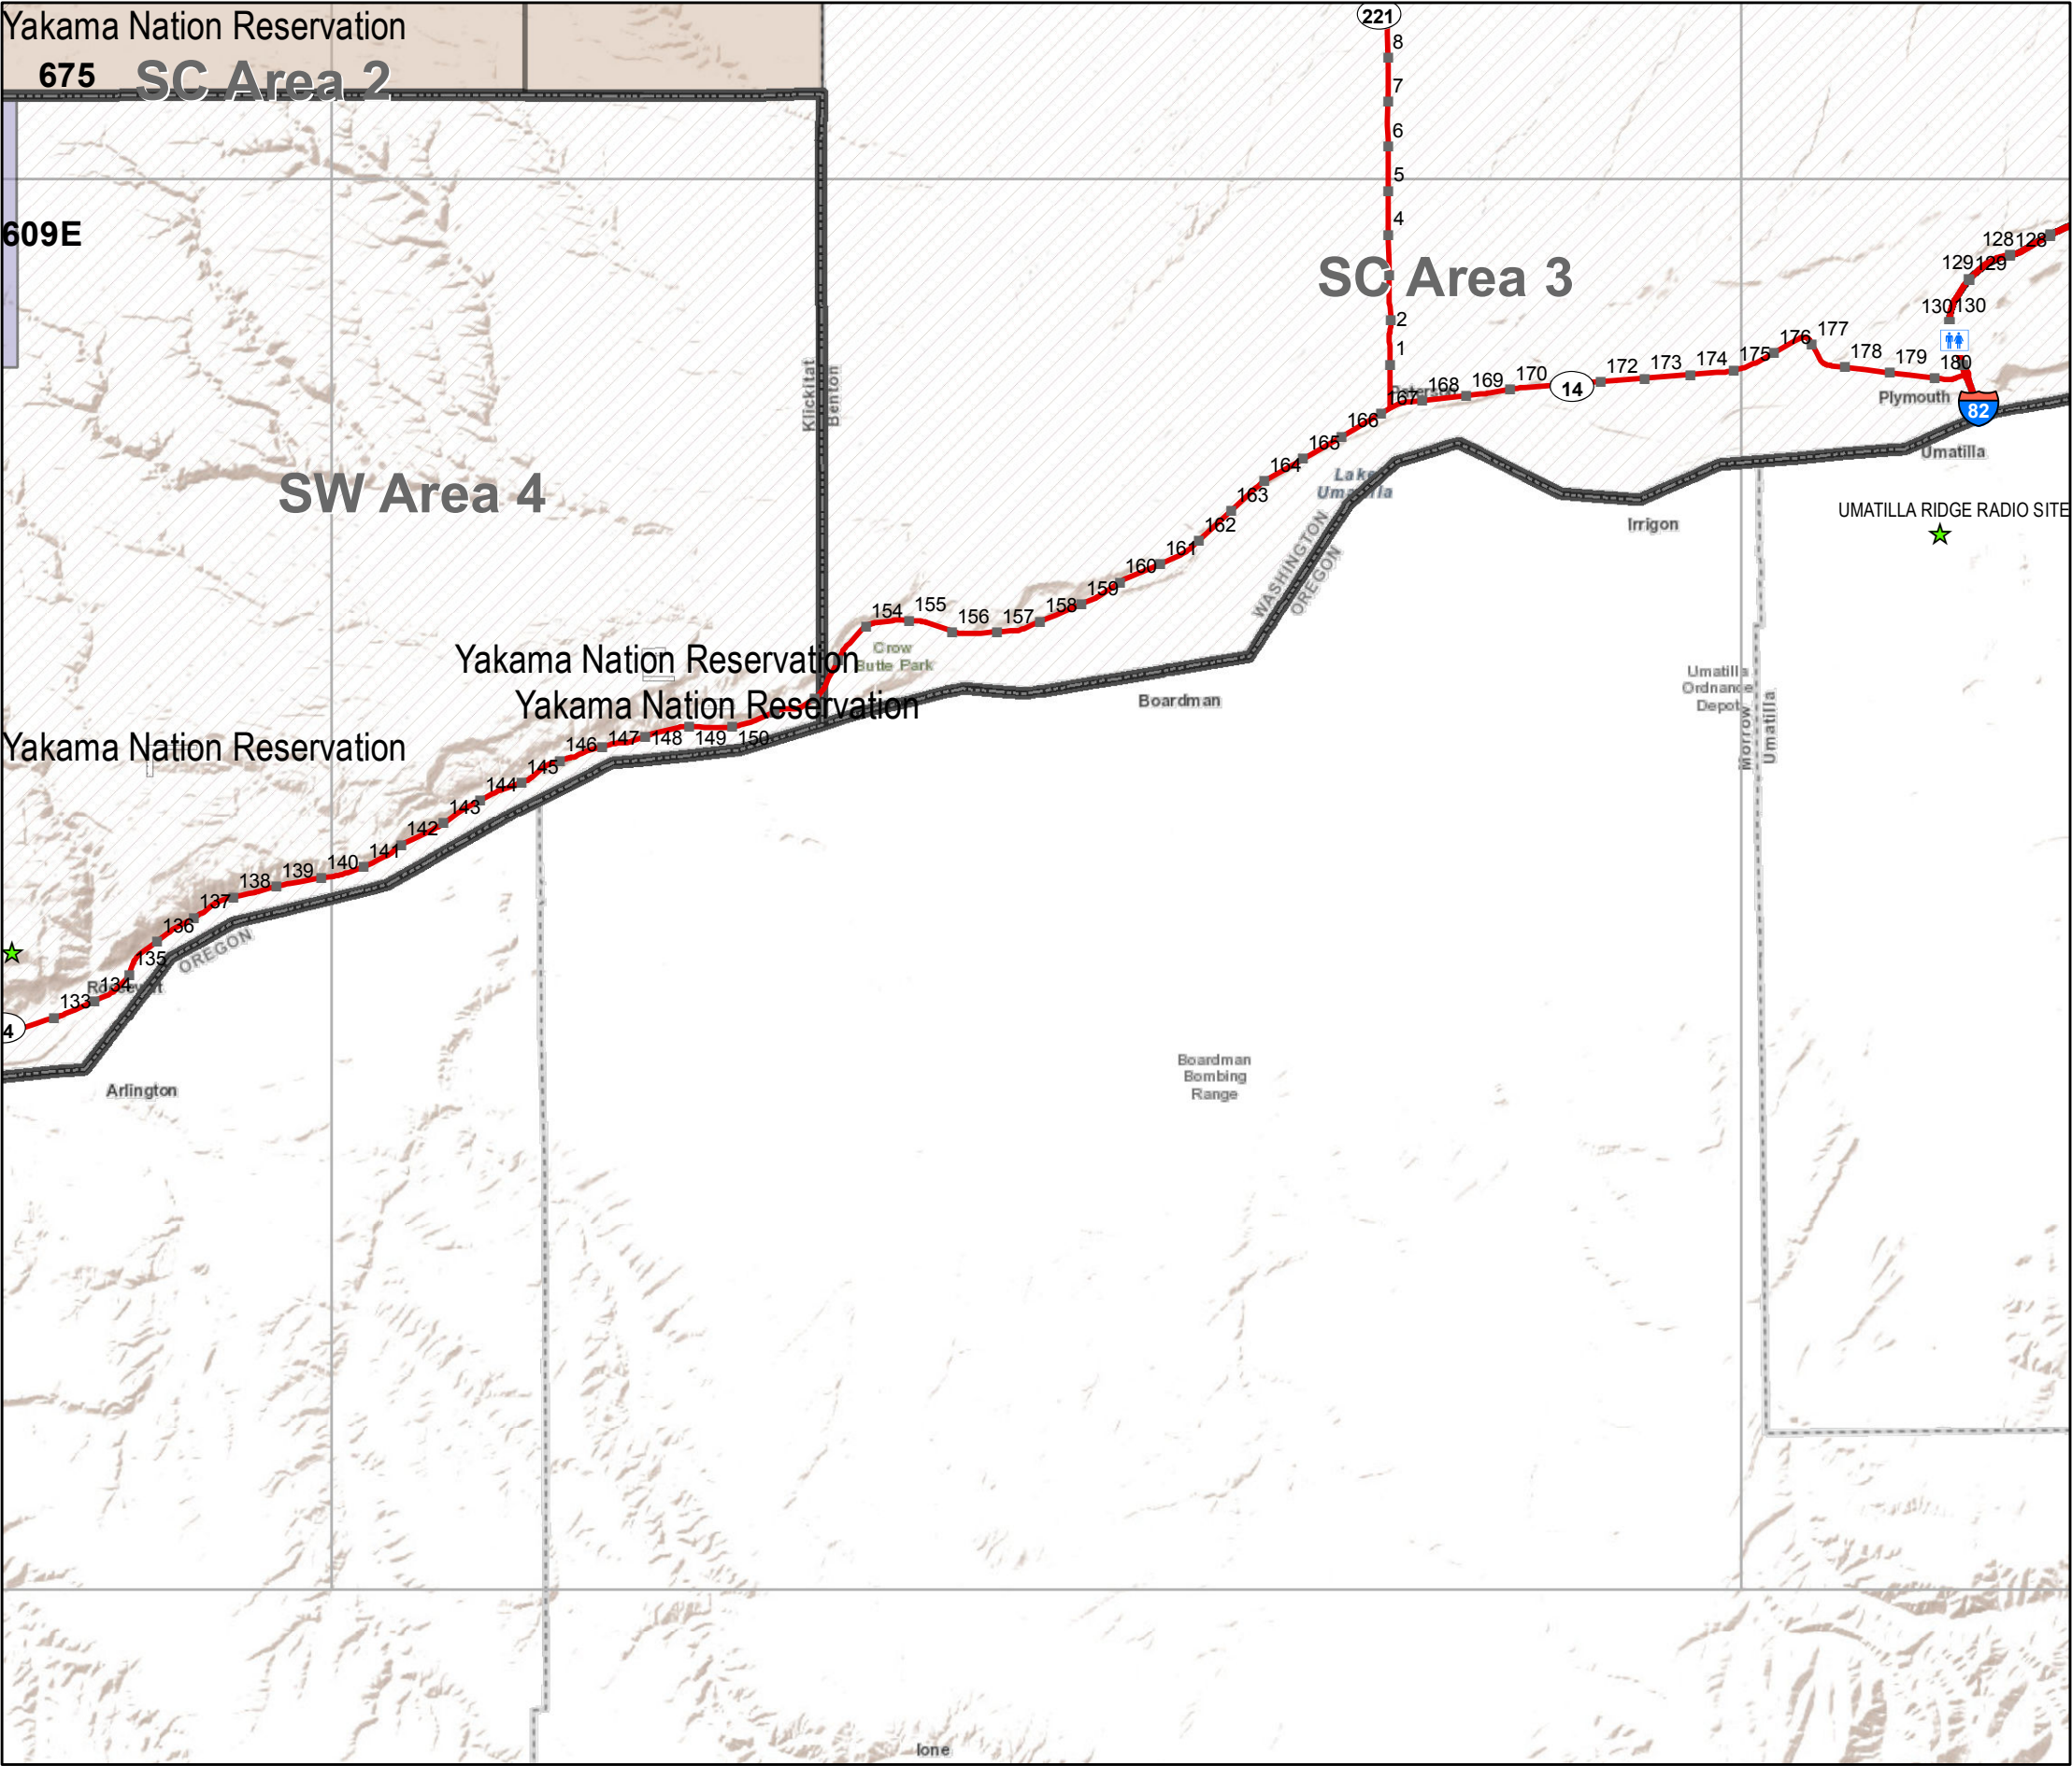 Yakama Nation Reservation
675
SC Area 2
609E
221
8
7
6
5
4
2
1
SC Area 3
128
128
129
129
130
130
Klickitat
Benton
SW Area 4
Paterson
166
167
168
169
170
14
172
173
174
175
176
177
178
179
180
Plymouth
82
Umatilla
Lake
Umatilla
WASHINGTON
OREGON
Irrigon
UMATILLA RIDGE RADIO SITE
165
164
163
162
161
160
159
158
157
156
155
154
Crow
Butte Park
Yakama Nation Reservation
Yakama Nation Reservation
Yakama Nation Reservation
Boardman
Umatilla
Ordnance
Depot
Morrow
Umatilla
150
149
148
147
146
145
144
143
142
141
140
139
138
137
136
135
134
133
OREGON
Roosevelt
4
Arlington
Boardman
Bombing
Range
Ione